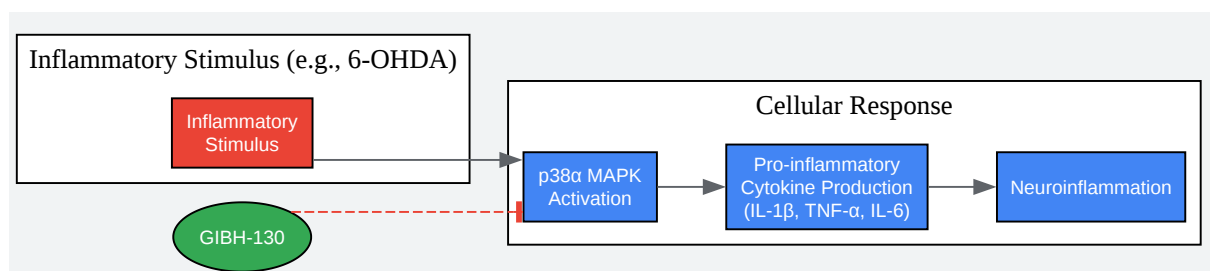 Inflammatory Stimulus (e.g., 6-OHDA)
Inflammatory
Stimulus
GIBH-130
Cellular Response
p38α MAPK
Activation
Pro-inflammatory
Cytokine Production
(IL-1β, TNF-α, IL-6)
Neuroinflammation